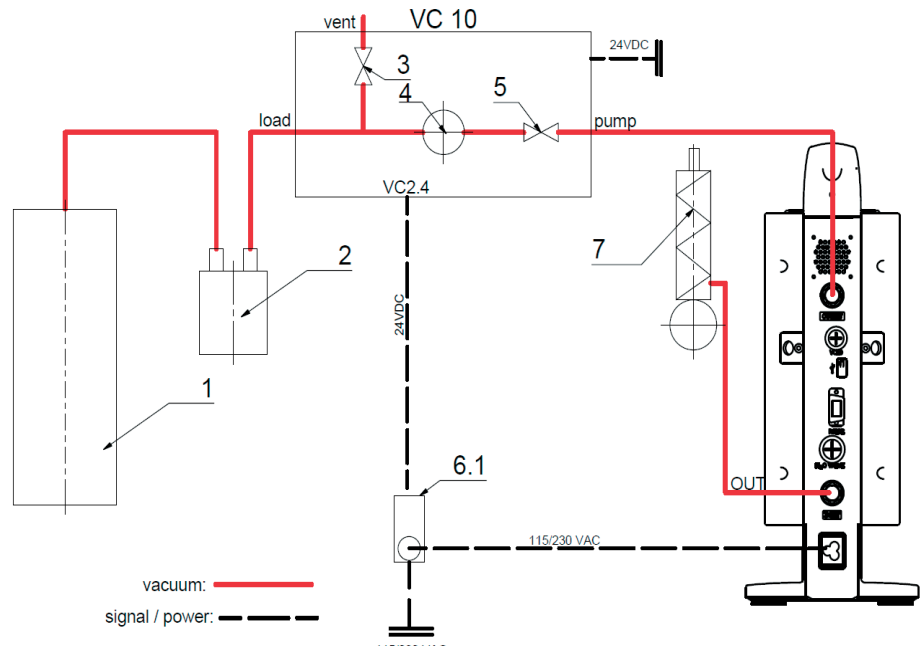 vent
VC 10
24VDC
3
4
5
load
pump
VC2.4
7
2
24VDC
1
6.1
OUT
115/230 VAC
vacuum:
signal / power: